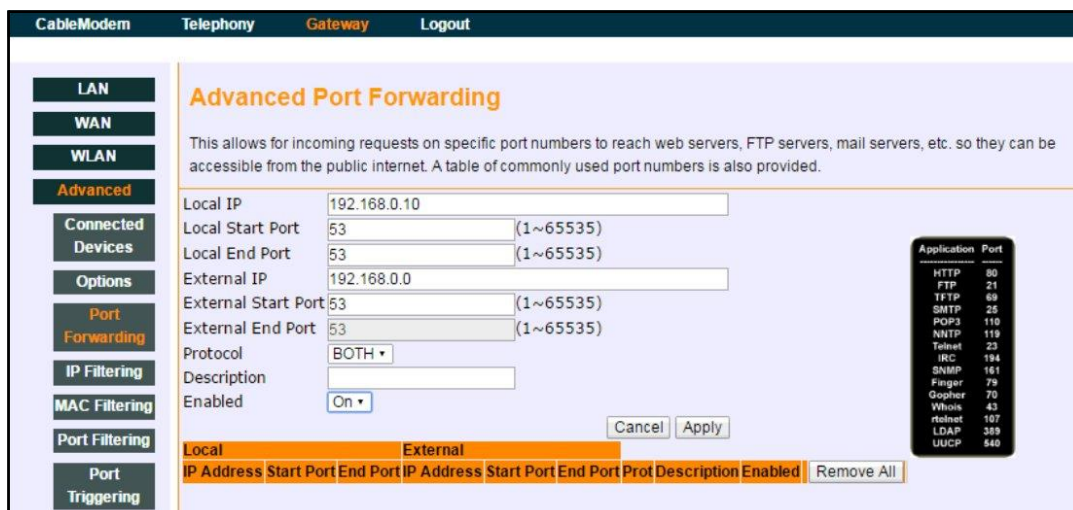 CableModem Telephony Gateway Logout
LAN
WAN
WLAN
Advanced
Connected
Devices
Options
Port
Forwarding
IP Filtering
MAC Filtering
Port Filtering
Port
Triggering
Advanced Port Forwarding
This allows for incoming requests on specific port numbers to reach web servers, FTP servers, mail servers, etc. so they can be
accessible from the public internet. A table of commonly used port numbers is also provided.
Local IP 192.168.0.10
Local Start Port 53 (1~65535)
Local End Port 53 (1~65535)
External IP 192.168.0.0
External Start Port 53 (1~65535)
External End Port 53 (1~65535)
Protocol BOTH
Description
Enabled On
Cancel Apply
Application Port
HTTP 80
FTP 21
TFTP 69
SMTP 25
POP3 110
NNTP 119
Telnet 23
IRC 194
SNMP 161
Finger 79
Gopher 70
Whois 43
rtelnet 107
LDAP 389
UUCP 540
Local External
IP Address Start Port End Port IP Address Start Port End Port Prot Description Enabled Remove All